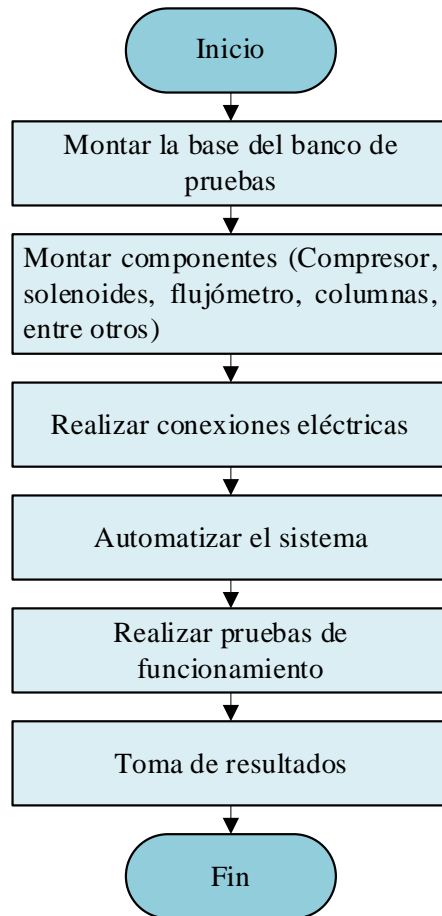 Inicio
Montar la base del banco de
pruebas
Montar componentes (Compresor,
solenoides, flujómetro, columnas,
entre otros)
Realizar conexiones eléctricas
Automatizar el sistema
Realizar pruebas de
funcionamiento
Toma de resultados
Fin